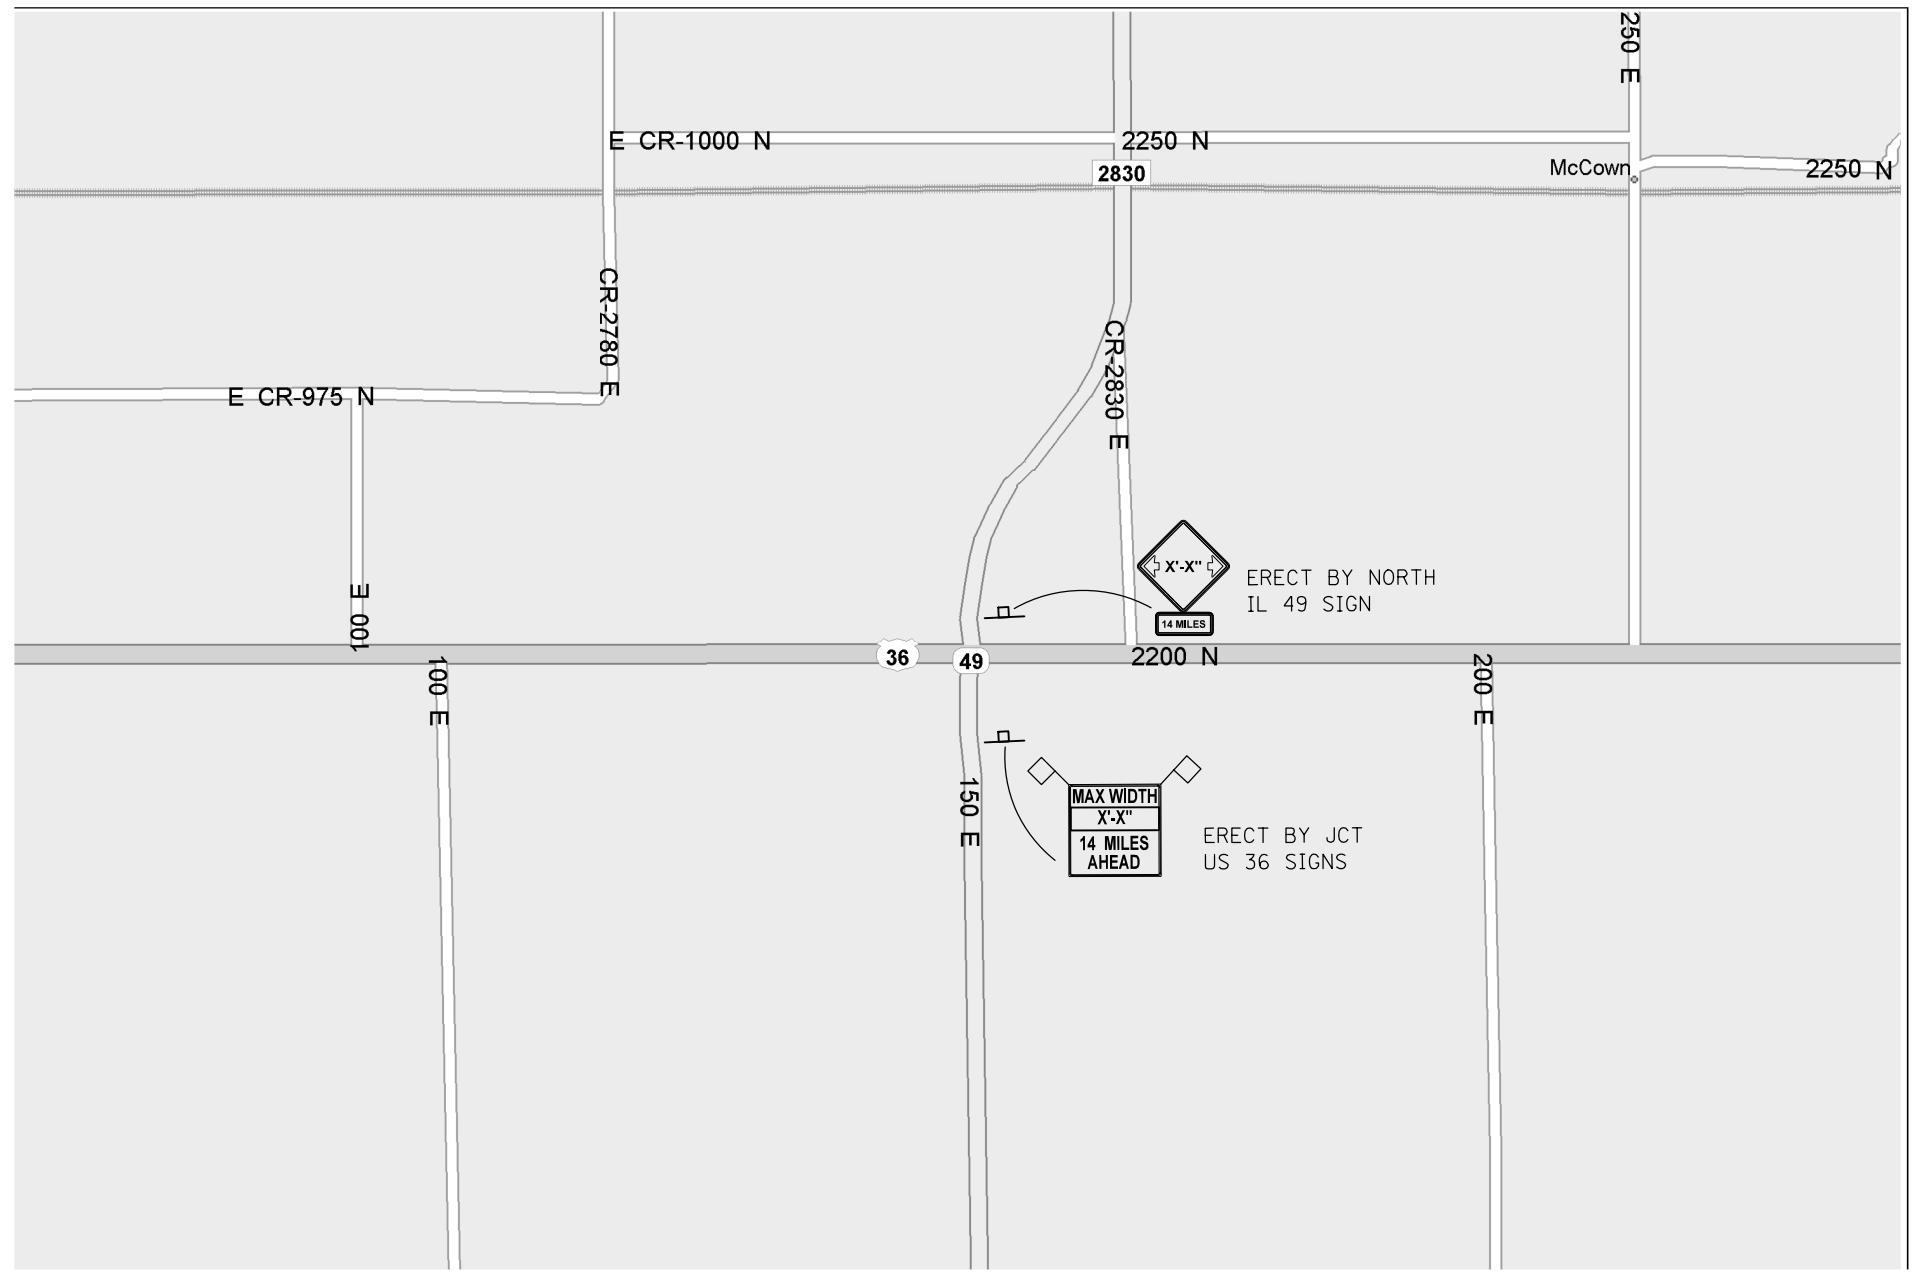 250 E
E CR-1000 N
2250 N
2830
McCown
2250 N
CR-2780 E
CR-2830 E
E CR-975 N
X'-X"
14 MILES
ERECT BY NORTH
IL 49 SIGN
100 E
36
49
2200 N
100 E
200 E
150 E
MAX WIDTH
X'-X"
14 MILES
AHEAD
ERECT BY JCT
US 36 SIGNS